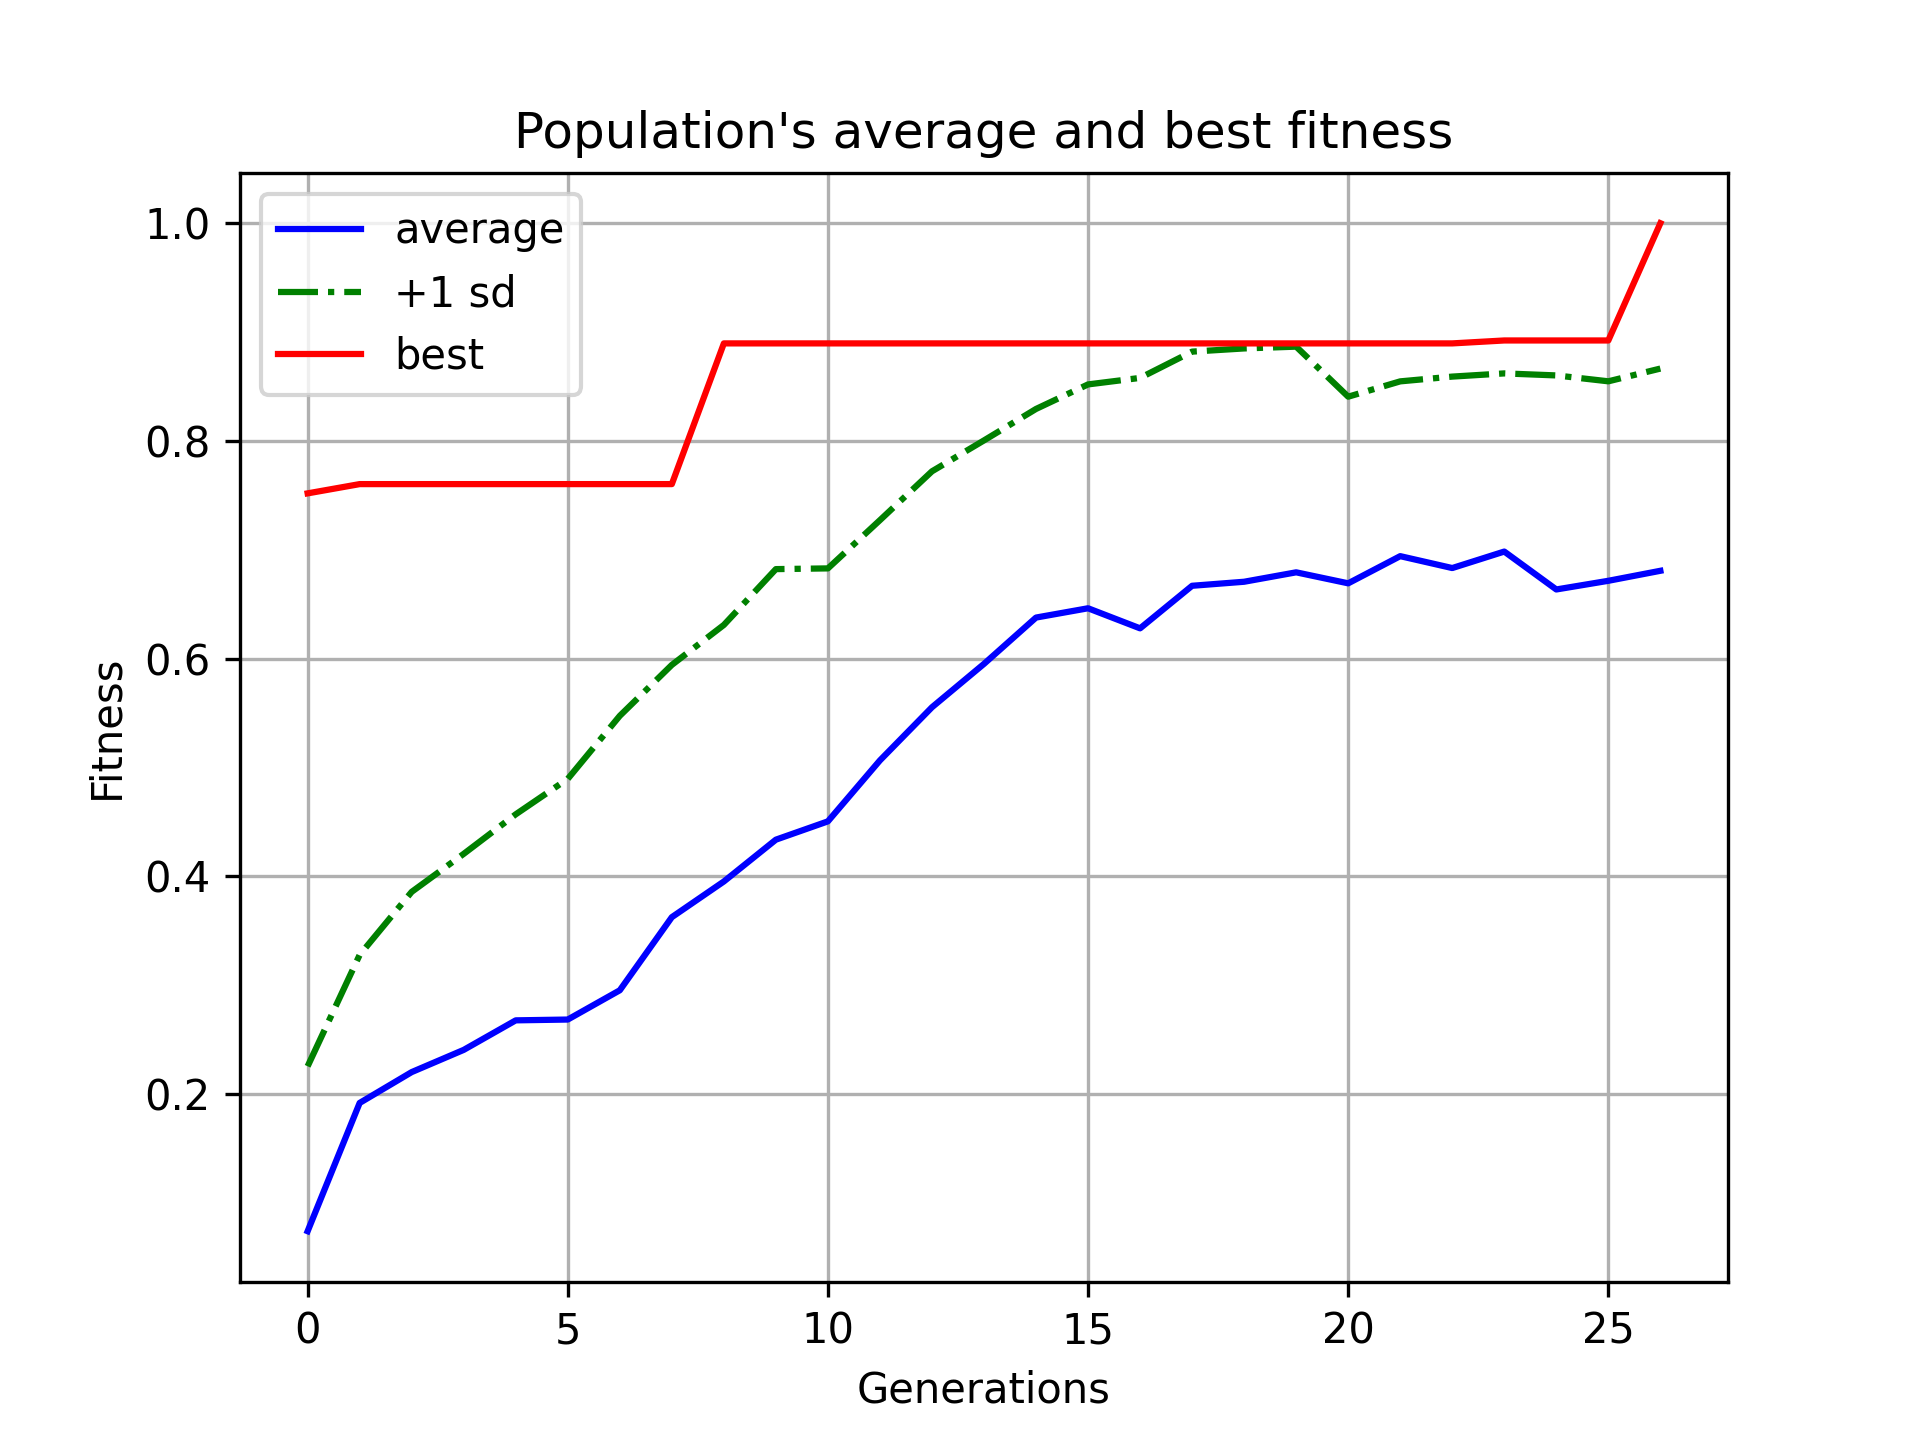 Population's average and best fitness
average
+1 sd
best
Fitness
1.0
0.8
0.6
0.4
0.2
0 5 10 15 20 25
Generations